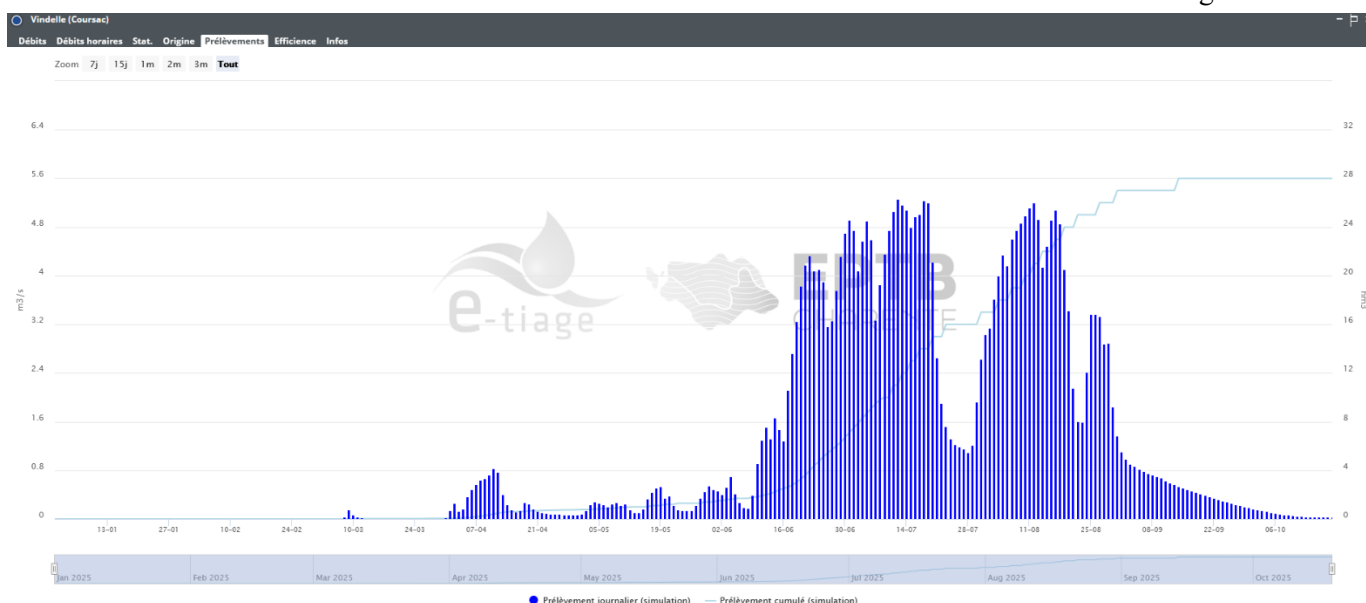 Vindelle (Coursac)
Débits Débits horaires Stat. Origine Prélèvements Efficience Infos
Zoom 7j 15j 1m 2m 3m Tout
6.4 32
5.6 28
4.8 24
4 20
m3/s
3.2 16
2.4 12
1.6 8
0.8 4
0 0
e-tiage
EPTB
CHARENTE
13-01 27-01 10-02 24-02 10-03 24-03 07-04 21-04 05-05 19-05 02-06 16-06 30-06 14-07 28-07 11-08 25-08 08-09 22-09 06-10
Jan 2025 Feb 2025 Mar 2025 Apr 2025 May 2025 Jun 2025 Jul 2025 Aug 2025 Sep 2025 Oct 2025
Prélèvement journalier (simulation) Prélèvement cumulé (simulation)